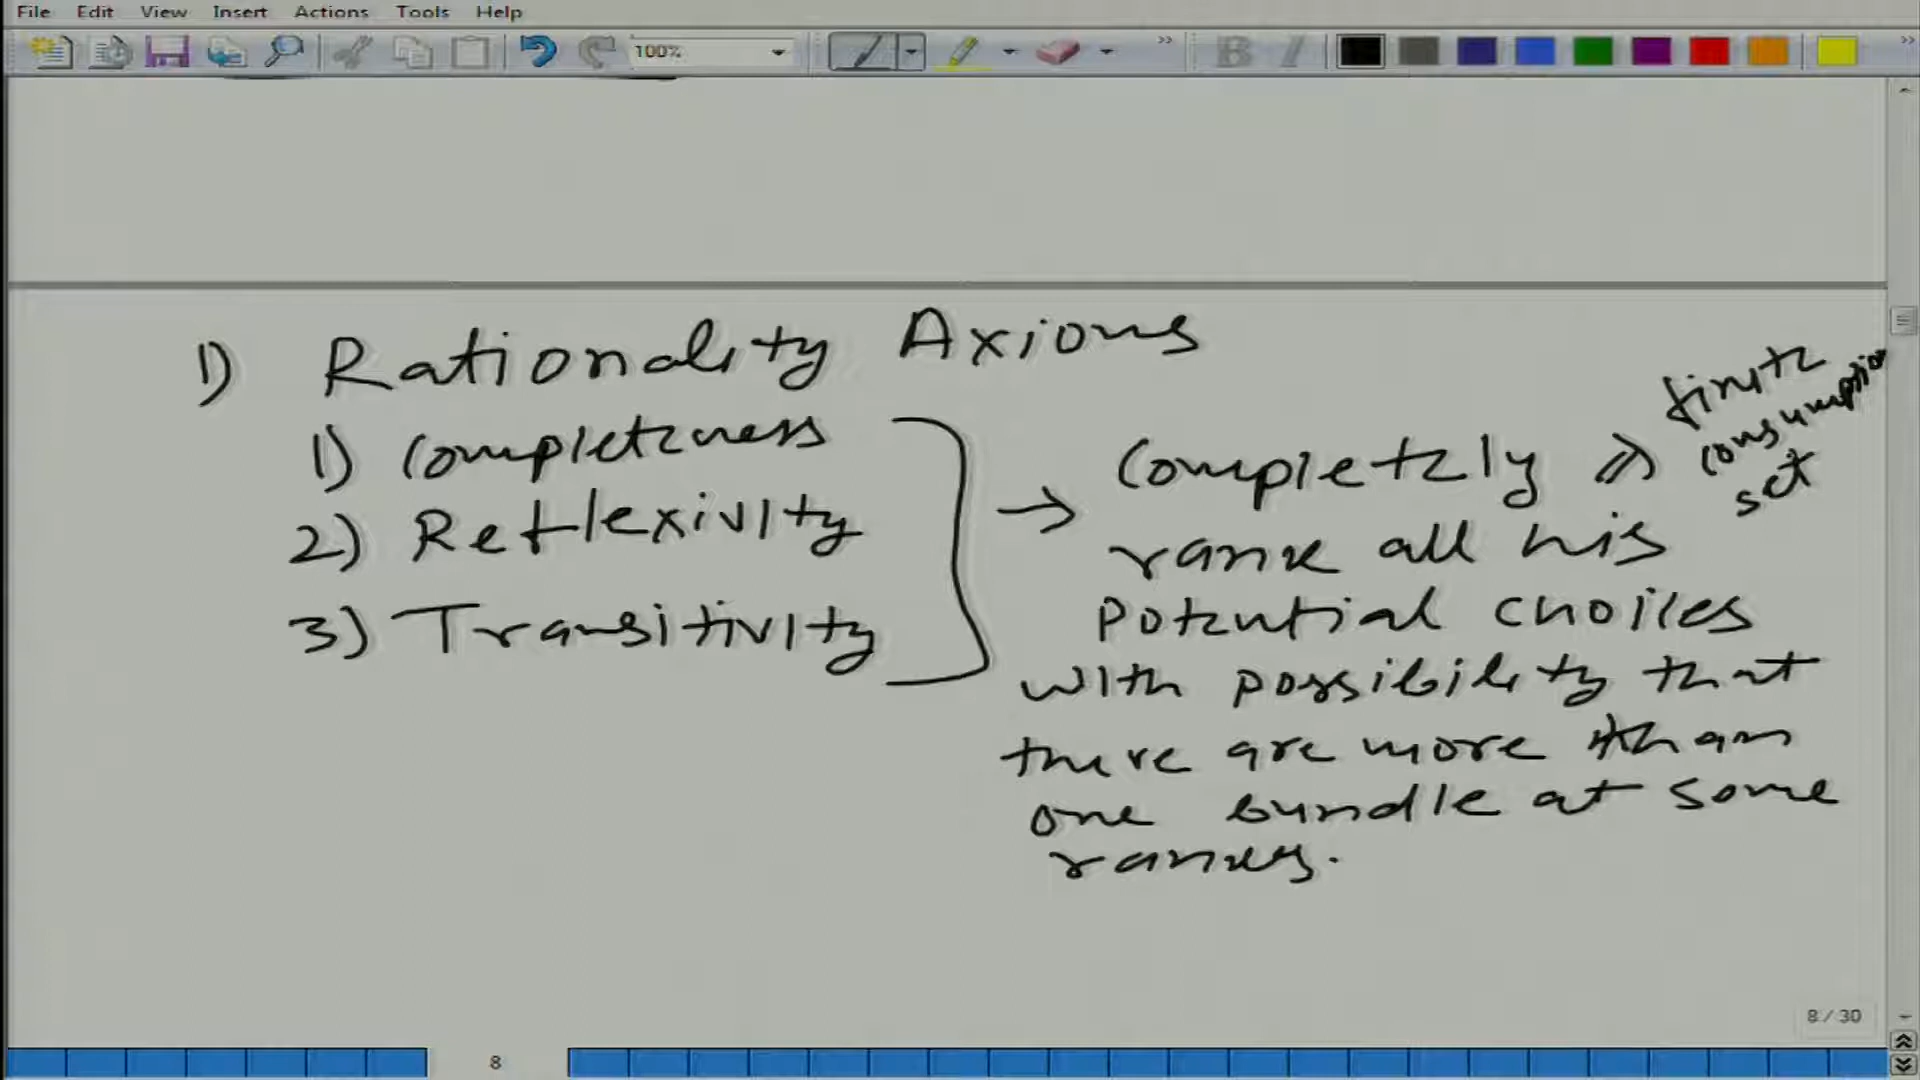 File Edit View Insert Actions Tools Help
100%
1) Rationality Axioms
1) Completeness
2) Reflexivity
3) Transitivity
→ Completely ⇒ finite consumption set
rank all his
potential choices
with possibility that
there are more than
one bundle at some
ranks.
8 / 30
8